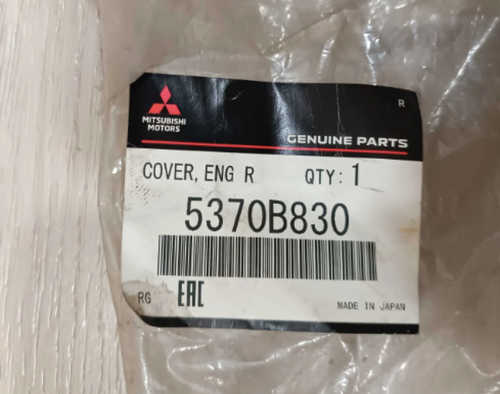 R
MITSUBISHI
MOTORS
GENUINE PARTS
COVER, ENG R QTY: 1
5370B830
RG EAC
MADE IN JAPAN